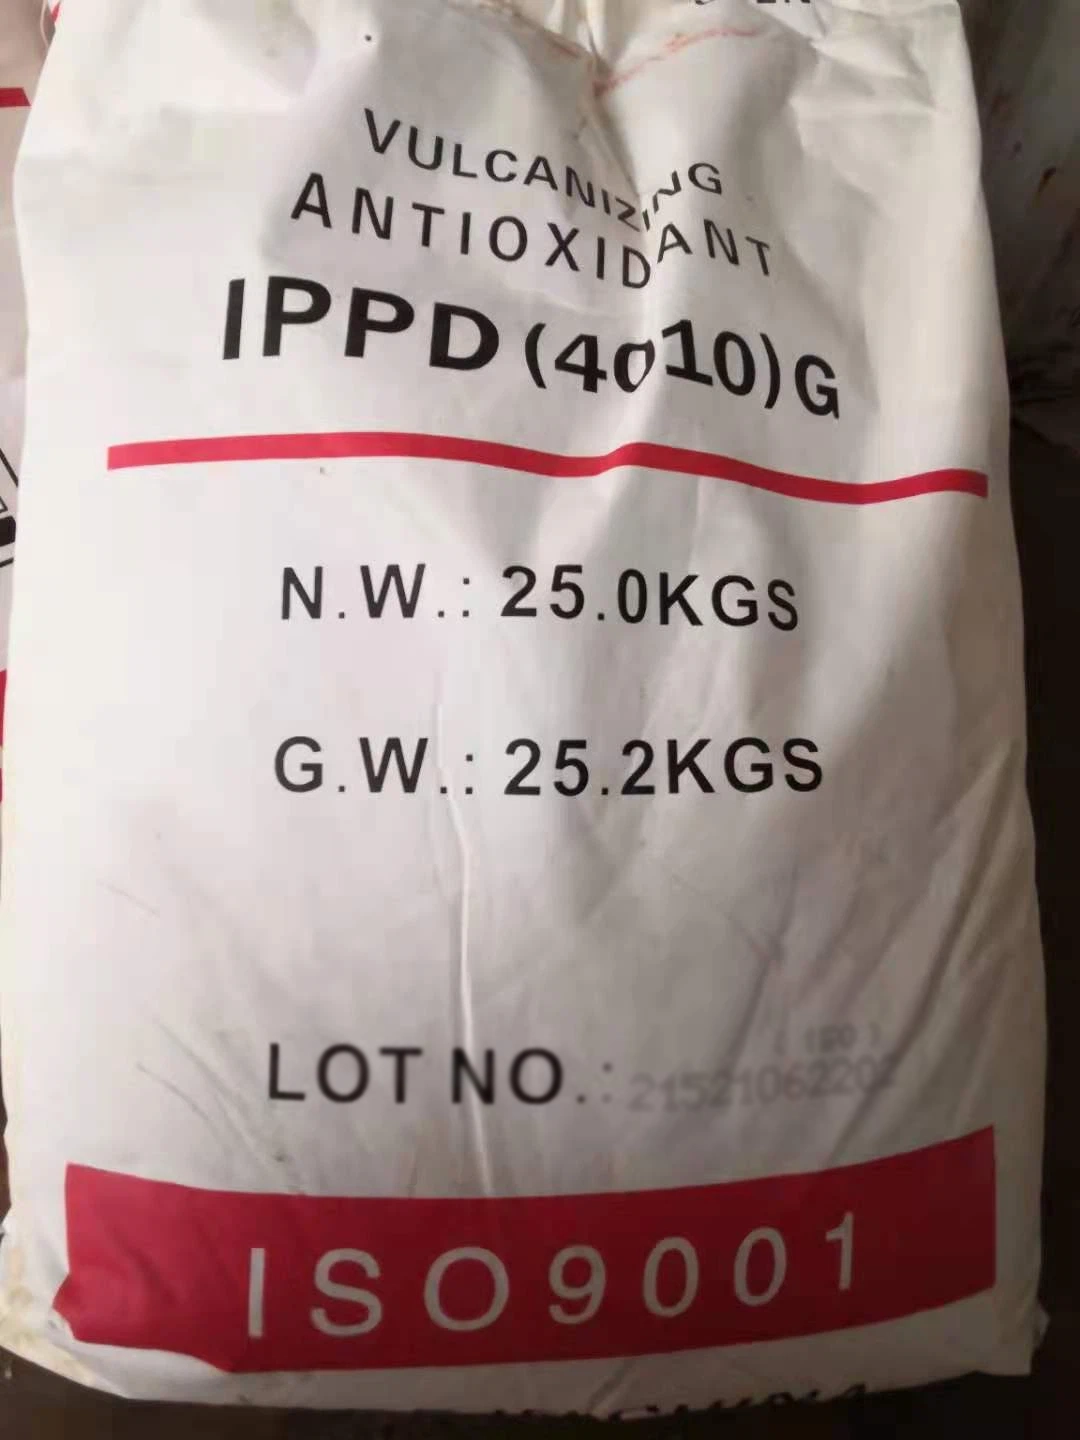 VULCANIZING
ANTIOXIDANT
IPPD (4010)G
N.W.: 25.0KGS
G.W.: 25.2KGS
LOT NO.:
ISO9001